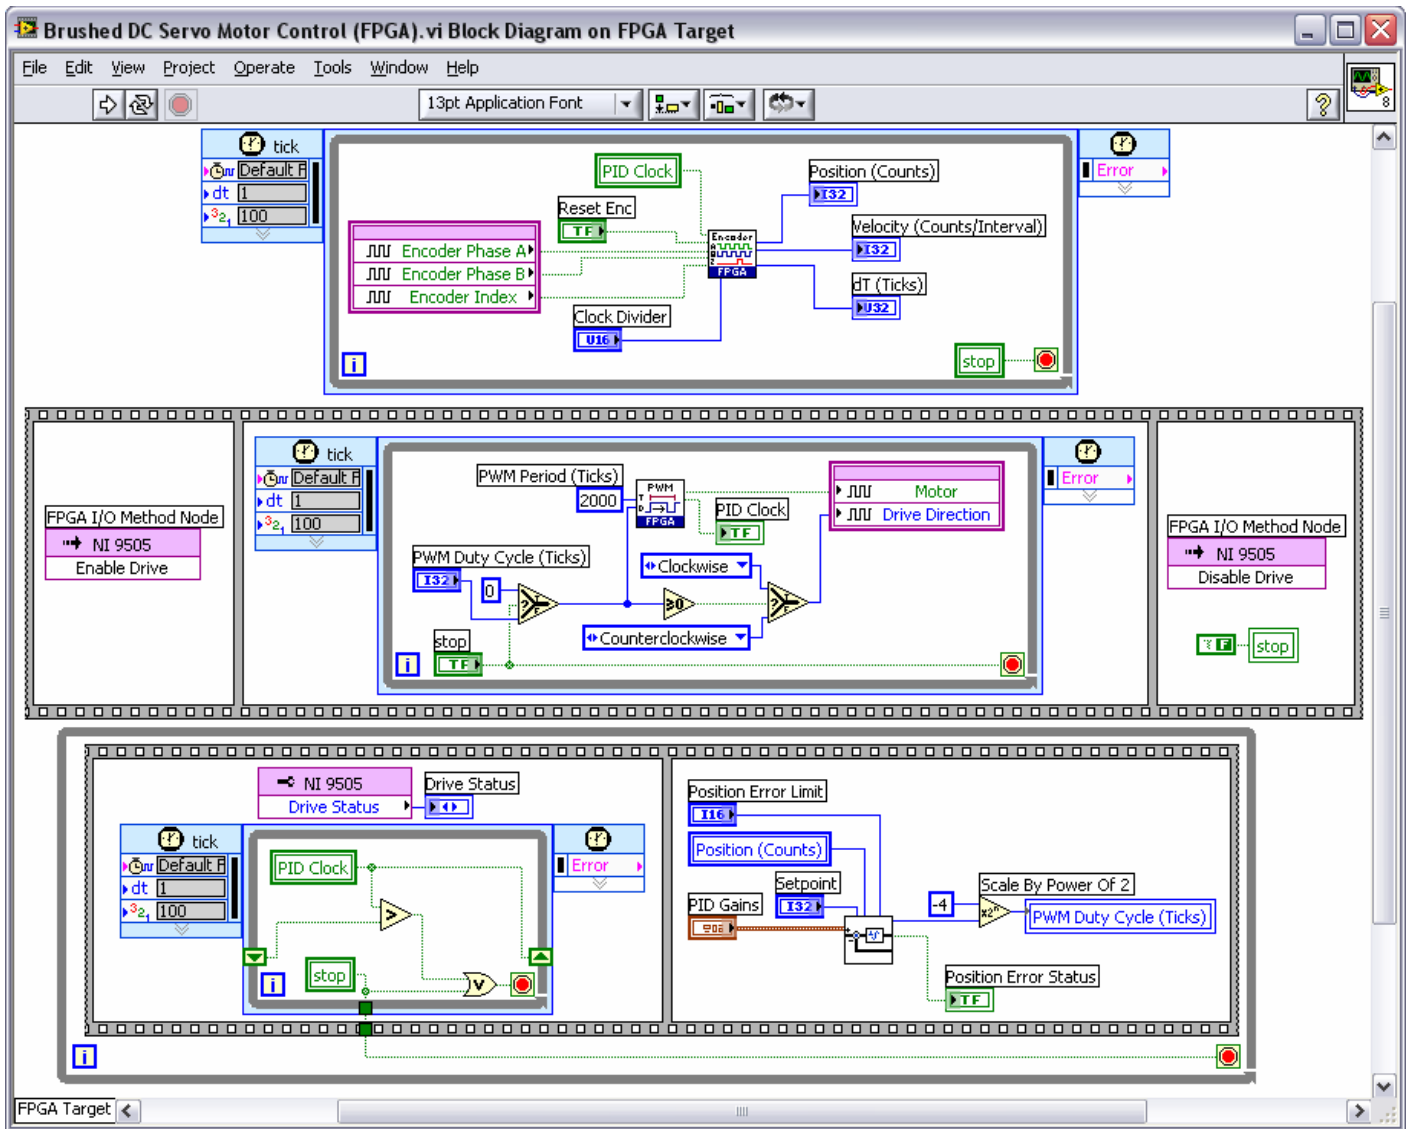 Brushed DC Servo Motor Control (FPGA).vi Block Diagram on FPGA Target
File Edit View Project Operate Tools Window Help
13pt Application Font
8
tick
Default F
dt 1
100
Error
PID Clock
Position (Counts)
I32
Reset Enc
TF
Velocity (Counts/Interval)
I32
Encoder Phase A
Encoder Phase B
Encoder Index
Encoder
FPGA
dT (Ticks)
U32
Clock Divider
U16
i
stop
tick
Default F
dt 1
100
Error
FPGA I/O Method Node
NI 9505
Enable Drive
PWM Period (Ticks)
2000
PWM
FPGA
Motor
Drive Direction
PID Clock
TF
PWM Duty Cycle (Ticks)
I32
0
Clockwise
≥0
Counterclockwise
stop
TF
i
FPGA I/O Method Node
NI 9505
Disable Drive
F
stop
NI 9505
Drive Status
Drive Status
tick
Default F
dt 1
100
Error
PID Clock
>
stop
V
i
Position Error Limit
I16
Position (Counts)
Setpoint
I32
PID Gains
-4
Scale By Power Of 2
x2ⁿ
PWM Duty Cycle (Ticks)
Position Error Status
TF
i
FPGA Target